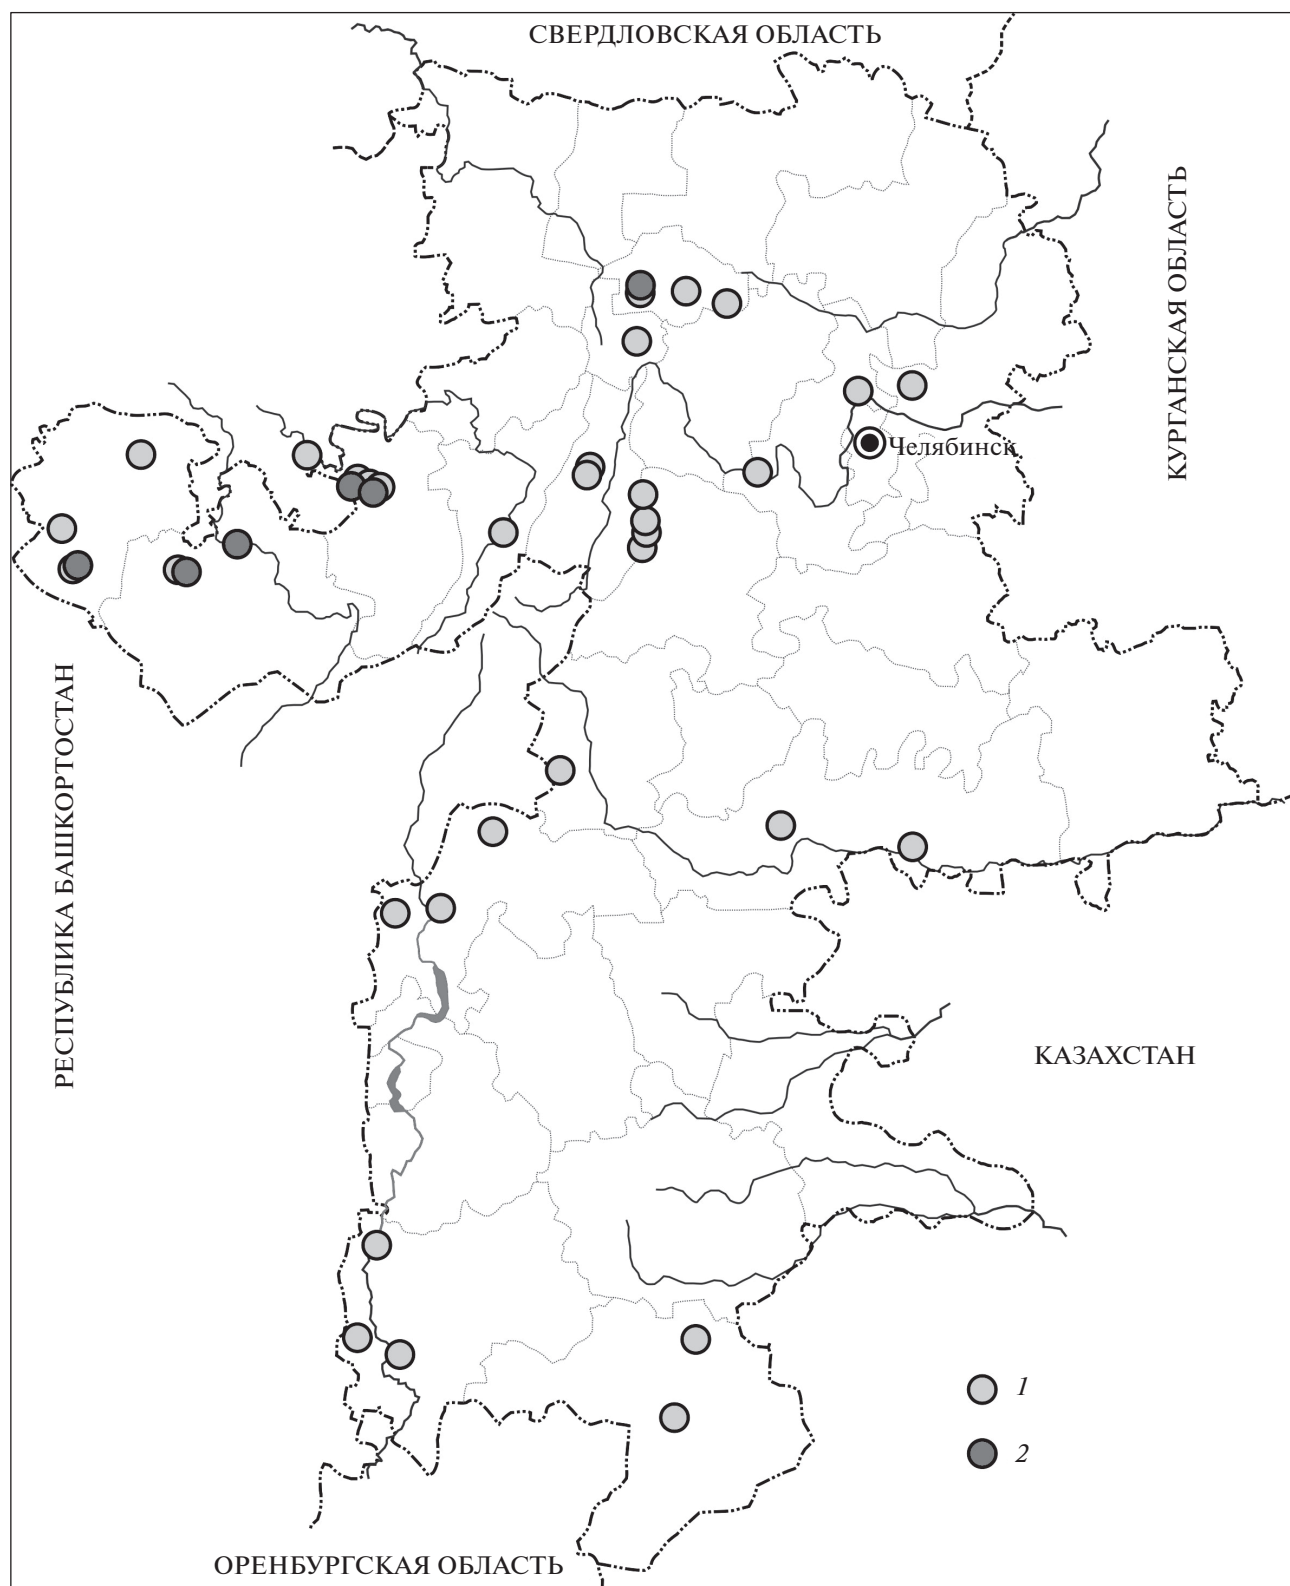 СВЕРДЛОВСКАЯ ОБЛАСТЬ
КУРГАНСКАЯ ОБЛАСТЬ
Челябинск
РЕСПУБЛИКА БАШКОРТОСТАН
КАЗАХСТАН
1
2
ОРЕНБУРГСКАЯ ОБЛАСТЬ